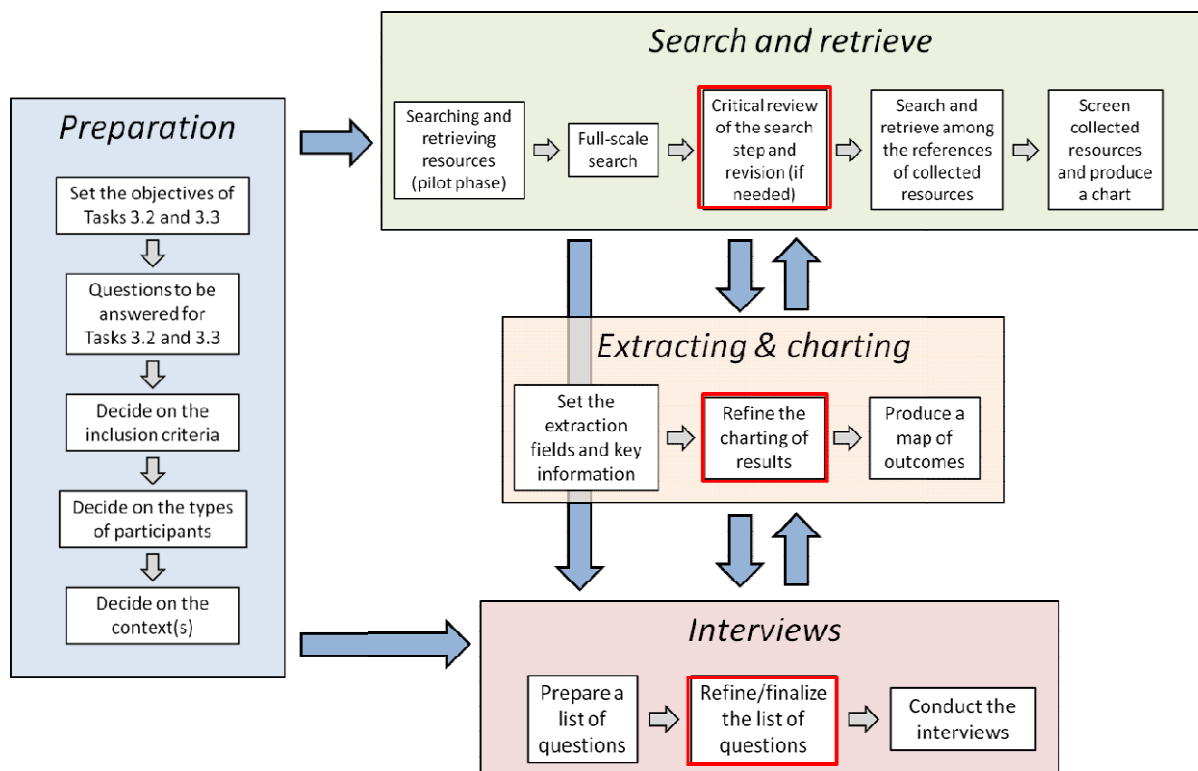 Preparation
Set the objectives of
Tasks 3.2 and 3.3
Questions to be
answered for
Tasks 3.2 and 3.3
Decide on the
inclusion criteria
Decide on the types
of participants
Decide on the
context(s)
Search and retrieve
Searching and
retrieving
resources
(pilot phase)
Full-scale
search
Critical review
of the search
step and
revision (if
needed)
Search and
retrieve among
the references
of collected
resources
Screen
collected
resources
and produce
a chart
Extracting & charting
Set the
extraction
fields and key
information
Refine the
charting of
results
Produce a
map of
outcomes
Interviews
Prepare a
list of
questions
Refine/finalize
the list of
questions
Conduct the
interviews